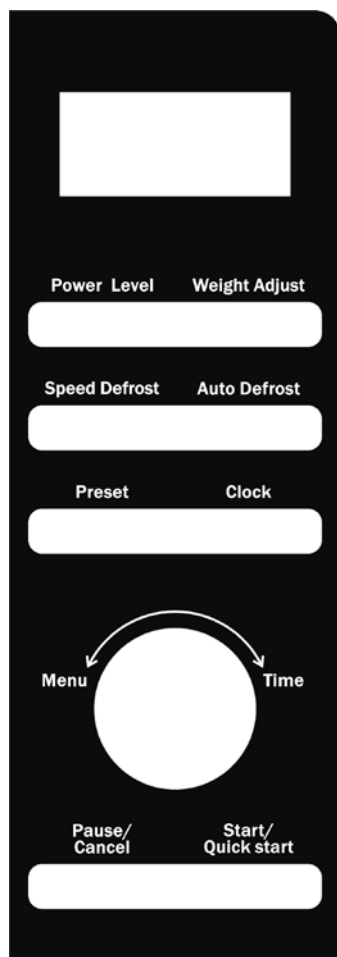 Power Level Weight Adjust
Speed Defrost Auto Defrost
Preset Clock
Menu Time
Pause/ Start/
Cancel Quick start